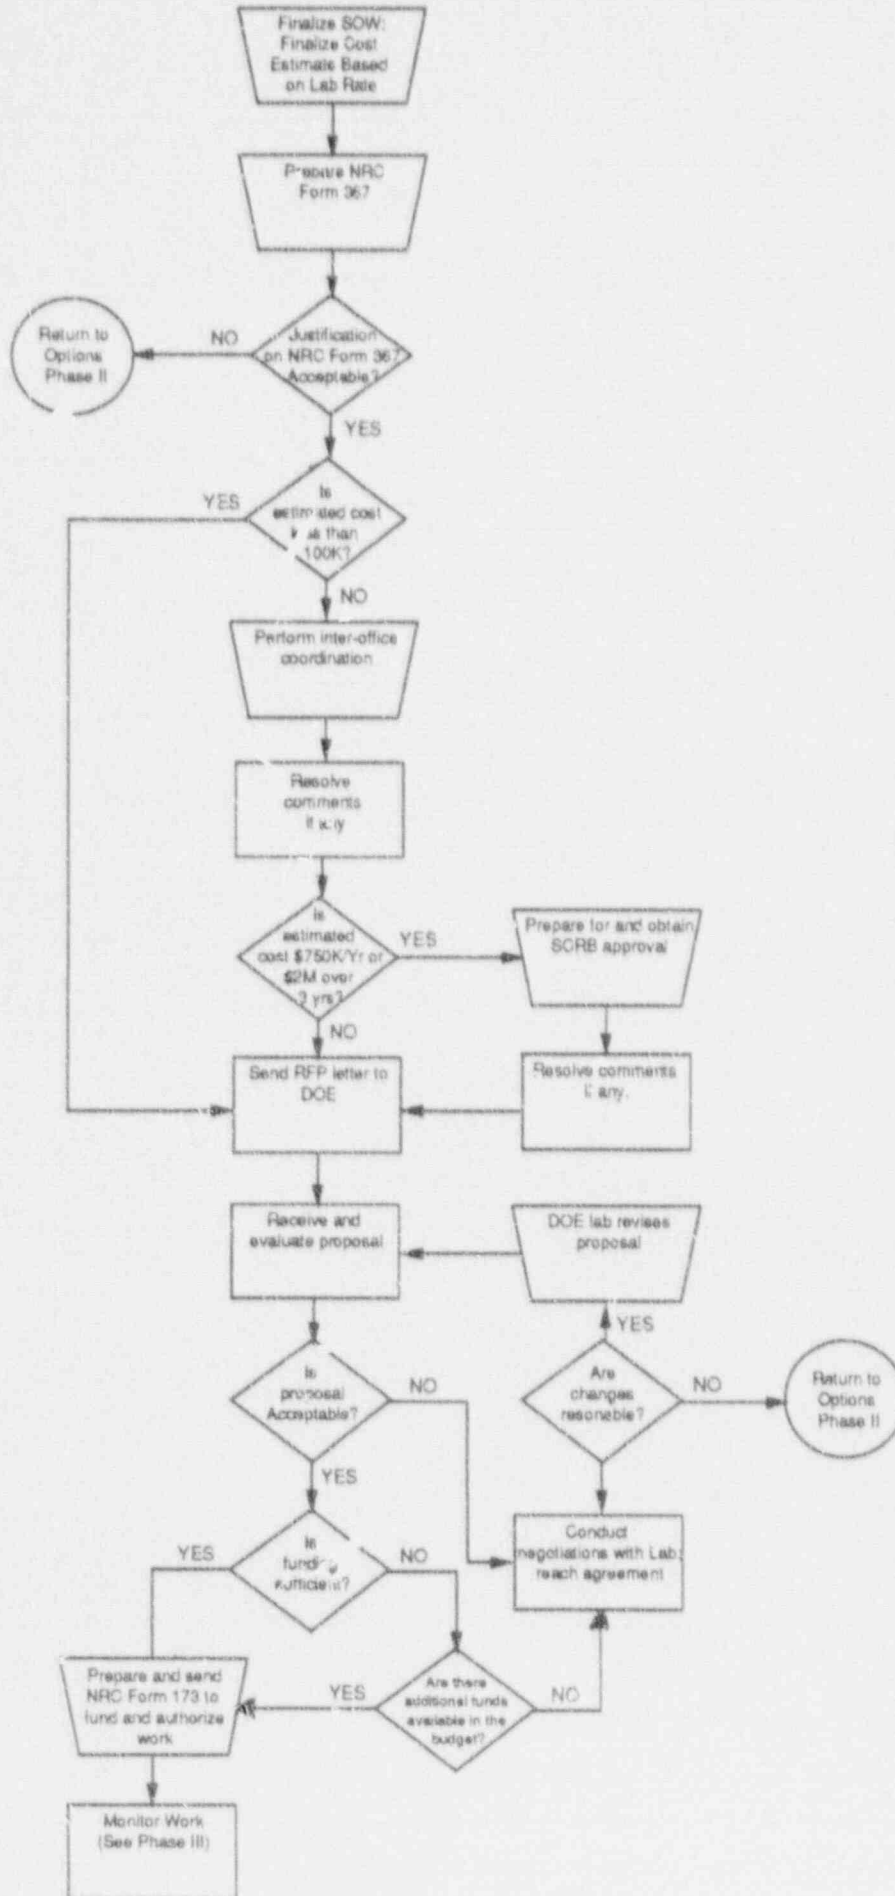 Finalize SOW;
Finalize Cost
Estimate Based
on Lab Rate
Prepare NRC
Form 367
Return to
Options
Phase II
NO
Justification
on NRC Form 367
Acceptable?
YES
YES
Is
estimated cost
than
100K?
NO
Perform inter-office
coordination
Resolve
comments
Is
estimated
cost $750K/Yr or
$2M over
yrs?
YES
Prepare for and obtain
SCRB approval
NO
Send RFP letter to
DOE
Resolve comments
any.
Receive and
evaluate proposal
DOE lab revises
proposal
YES
Is
proposal
Acceptable?
NO
Are
changes
resonable?
NO
Return to
Options
Phase II
YES
Conduct
negotiations with Lab;
reach agreement
YES
Is
funding
sufficient?
NO
Prepare and send
NRC Form 173 to
fund and authorize
work
YES
Are there
additional funds
available in the
budget?
NO
Monitor Work
(See Phase III)